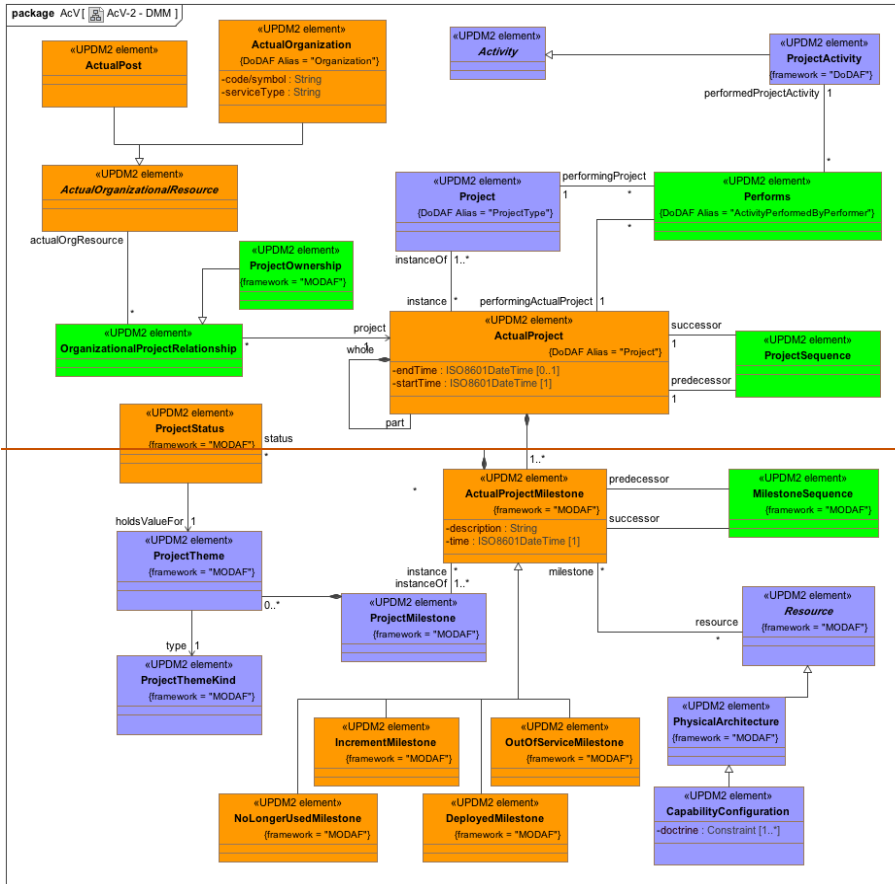 package AcV [ AcV-2 - DMM ]
«UPDM2 element»
ActualPost
«UPDM2 element»
ActualOrganization
{DoDAF Alias = "Organization"}
-code/symbol : String
-serviceType : String
«UPDM2 element»
Activity
«UPDM2 element»
ProjectActivity
{framework = "DoDAF"}
performedProjectActivity 1
*
«UPDM2 element»
ActualOrganizationalResource
actualOrgResource
*
«UPDM2 element»
Project
{DoDAF Alias = "ProjectType"}
performingProject
1
*
«UPDM2 element»
Performs
{DoDAF Alias = "ActivityPerformedByPerformer"}
*
instanceOf 1..*
instance *
performingActualProject 1
«UPDM2 element»
ProjectOwnership
{framework = "MODAF"}
«UPDM2 element»
OrganizationalProjectRelationship
*
project
1
whole
part
«UPDM2 element»
ActualProject
{DoDAF Alias = "Project"}
-endTime : ISO8601DateTime [0..1]
-startTime : ISO8601DateTime [1]
successor
1
predecessor
1
«UPDM2 element»
ProjectSequence
«UPDM2 element»
ProjectStatus
{framework = "MODAF"}
status
*
1..*
*
«UPDM2 element»
ActualProjectMilestone
{framework = "MODAF"}
-description : String
-time : ISO8601DateTime [1]
predecessor
successor
«UPDM2 element»
MilestoneSequence
{framework = "MODAF"}
holdsValueFor 1
«UPDM2 element»
ProjectTheme
{framework = "MODAF"}
0..*
instance *
instanceOf 1..*
milestone *
«UPDM2 element»
ProjectMilestone
{framework = "MODAF"}
resource
*
«UPDM2 element»
Resource
{framework = "MODAF"}
type 1
«UPDM2 element»
ProjectThemeKind
{framework = "MODAF"}
«UPDM2 element»
IncrementMilestone
{framework = "MODAF"}
«UPDM2 element»
OutOfServiceMilestone
{framework = "MODAF"}
«UPDM2 element»
PhysicalArchitecture
{framework = "MODAF"}
«UPDM2 element»
NoLongerUsedMilestone
{framework = "MODAF"}
«UPDM2 element»
DeployedMilestone
{framework = "MODAF"}
«UPDM2 element»
CapabilityConfiguration
-doctrine : Constraint [1..*]